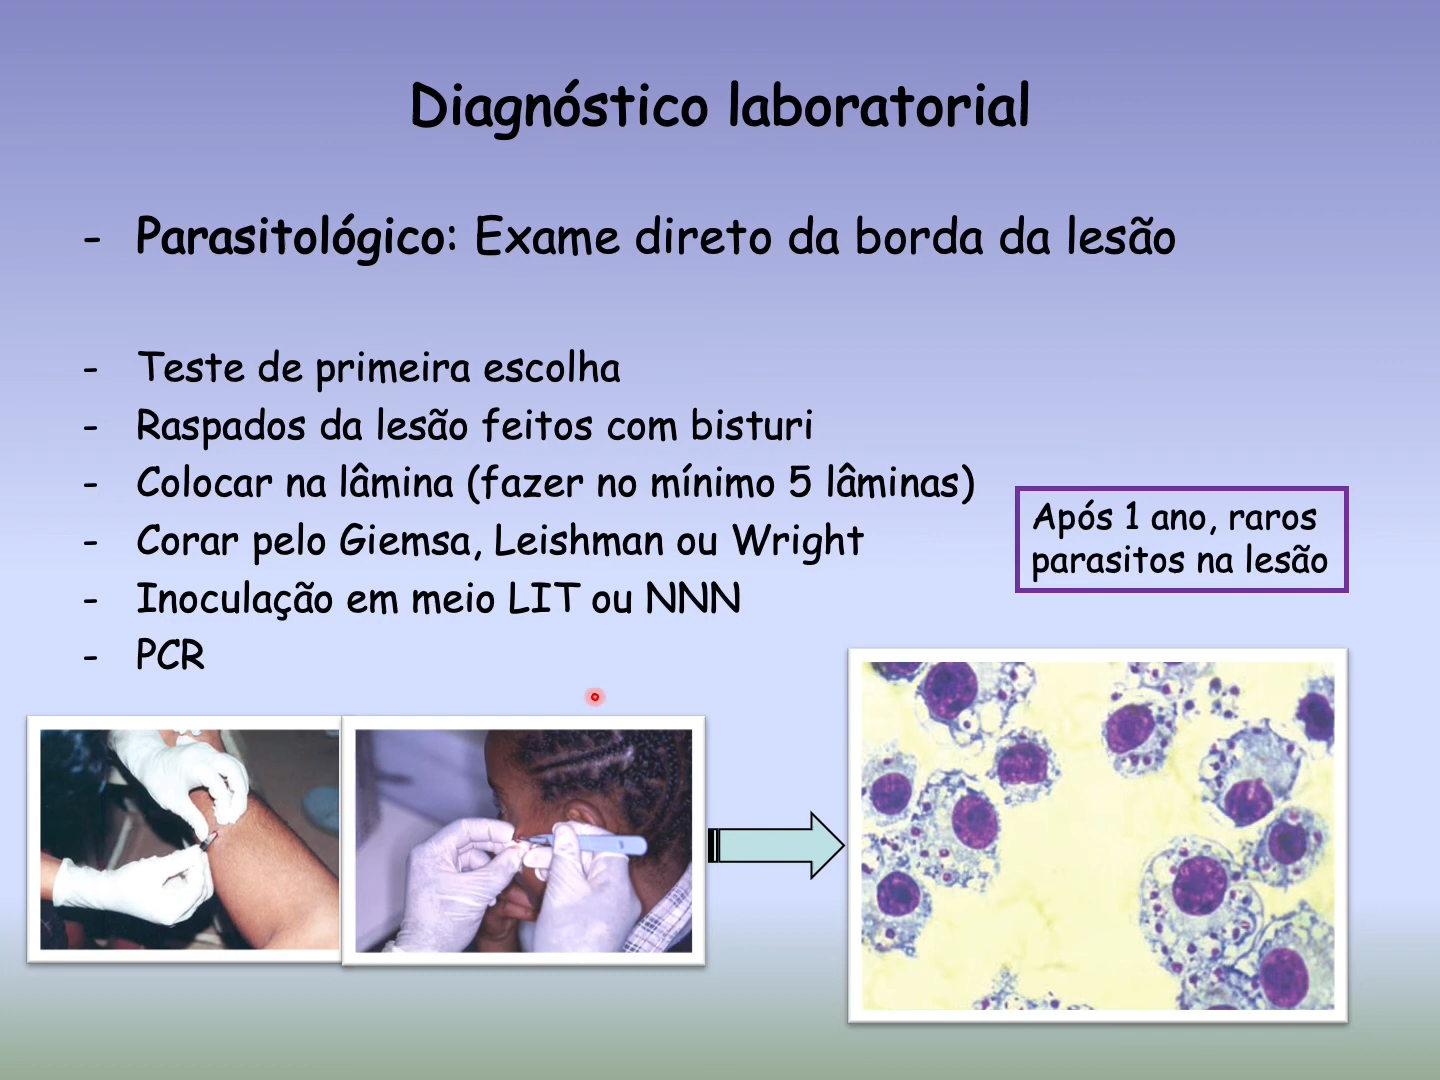 Diagnóstico laboratorial
- Parasitológico: Exame direto da borda da lesão
- Teste de primeira escolha
- Raspados da lesão feitos com bisturi
- Colocar na lâmina (fazer no mínimo 5 lâminas)
- Corar pelo Giemsa, Leishman ou Wright
- Inoculação em meio LIT ou NNN
- PCR
Após 1 ano, raros
parasitos na lesão